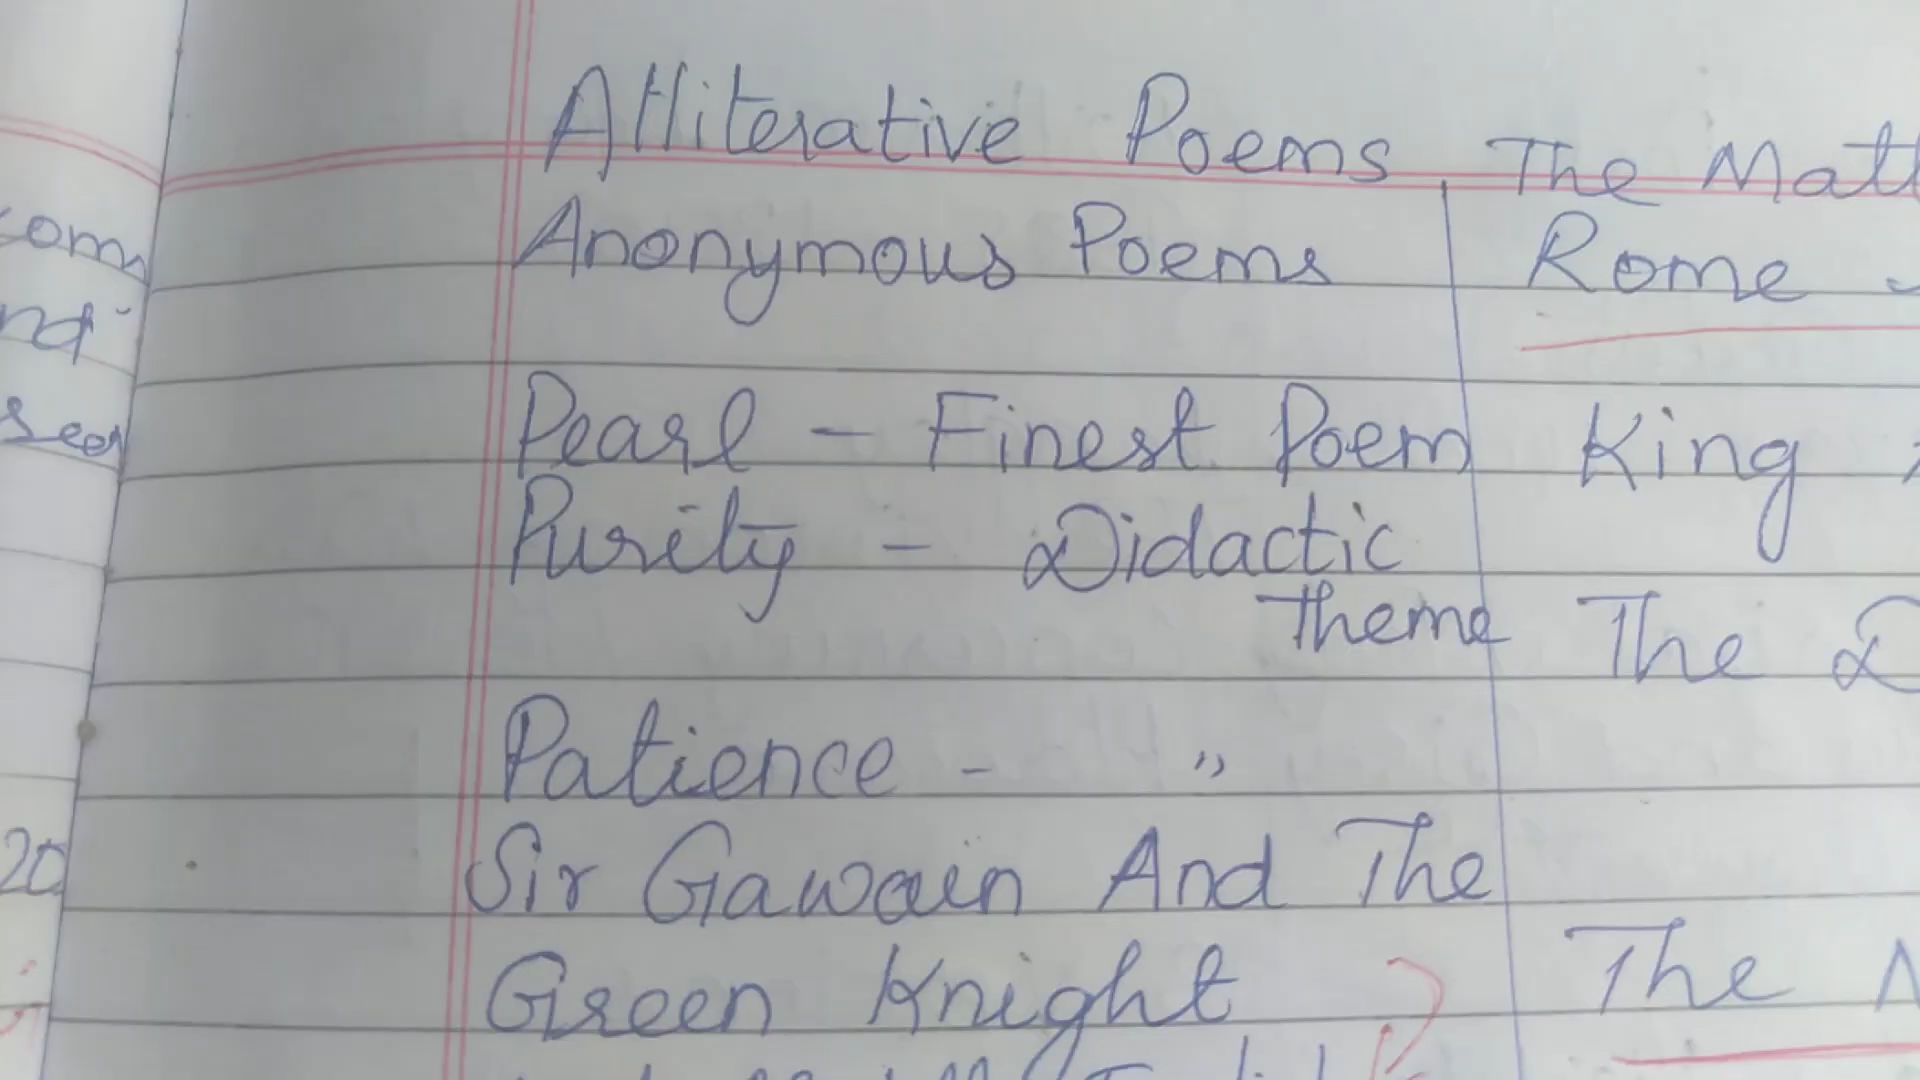 Alliterative Poems
Anonymous Poems
Pearl - Finest Poem
Purity - Didactic
Theme
Patience - "
Sir Gawain And The
Green Knight
The
Rome -
King
The
The
20